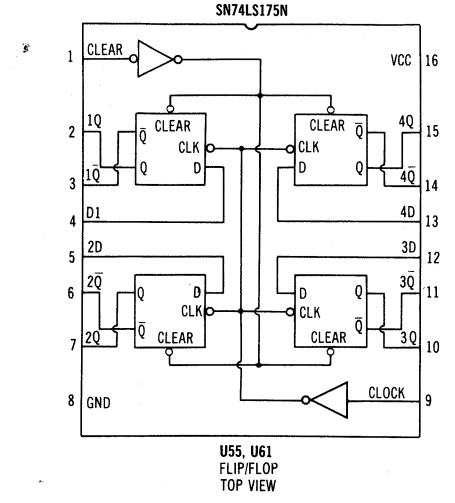 SN74LS175N
1 CLEAR VCC 16
2 1Q CLEAR Q̅ CLEAR Q̅ 4Q 15
CLK CLK
3 1Q̅ Q D D Q 4Q̅ 14
4 D1 4D 13
5 2D 3D 12
6 2Q̅ Q D D Q 3Q̅ 11
CLK CLK
7 2Q Q̅ CLEAR CLEAR Q̅ 3Q 10
8 GND CLOCK 9
U55, U61
FLIP/FLOP
TOP VIEW